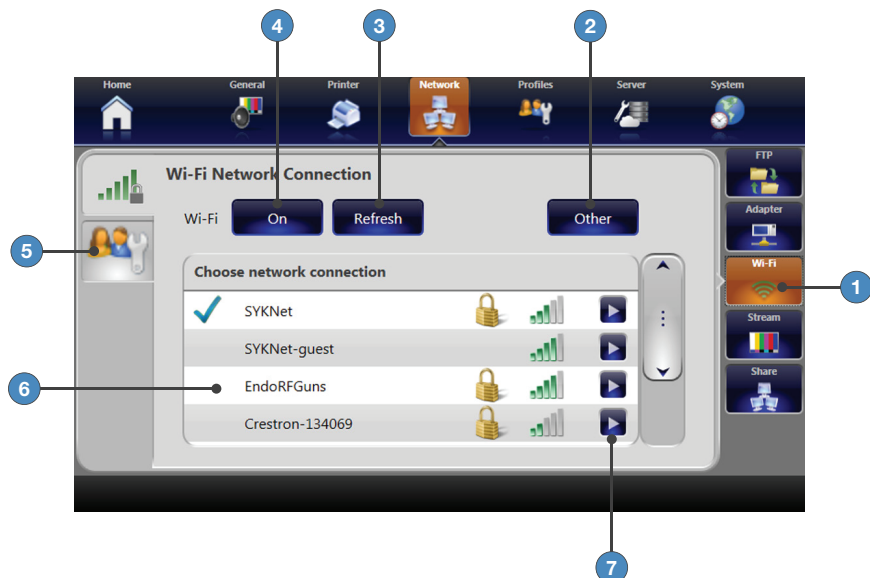 4
3
2
Home
General
Printer
Network
Profiles
Server
System
FTP
Wi-Fi Network Connection
Wi-Fi
On
Refresh
Other
Adapter
5
Choose network connection
Wi-Fi
1
SYKNet
Stream
SYKNet-guest
Share
6
EndoRFGuns
Crestron-134069
7